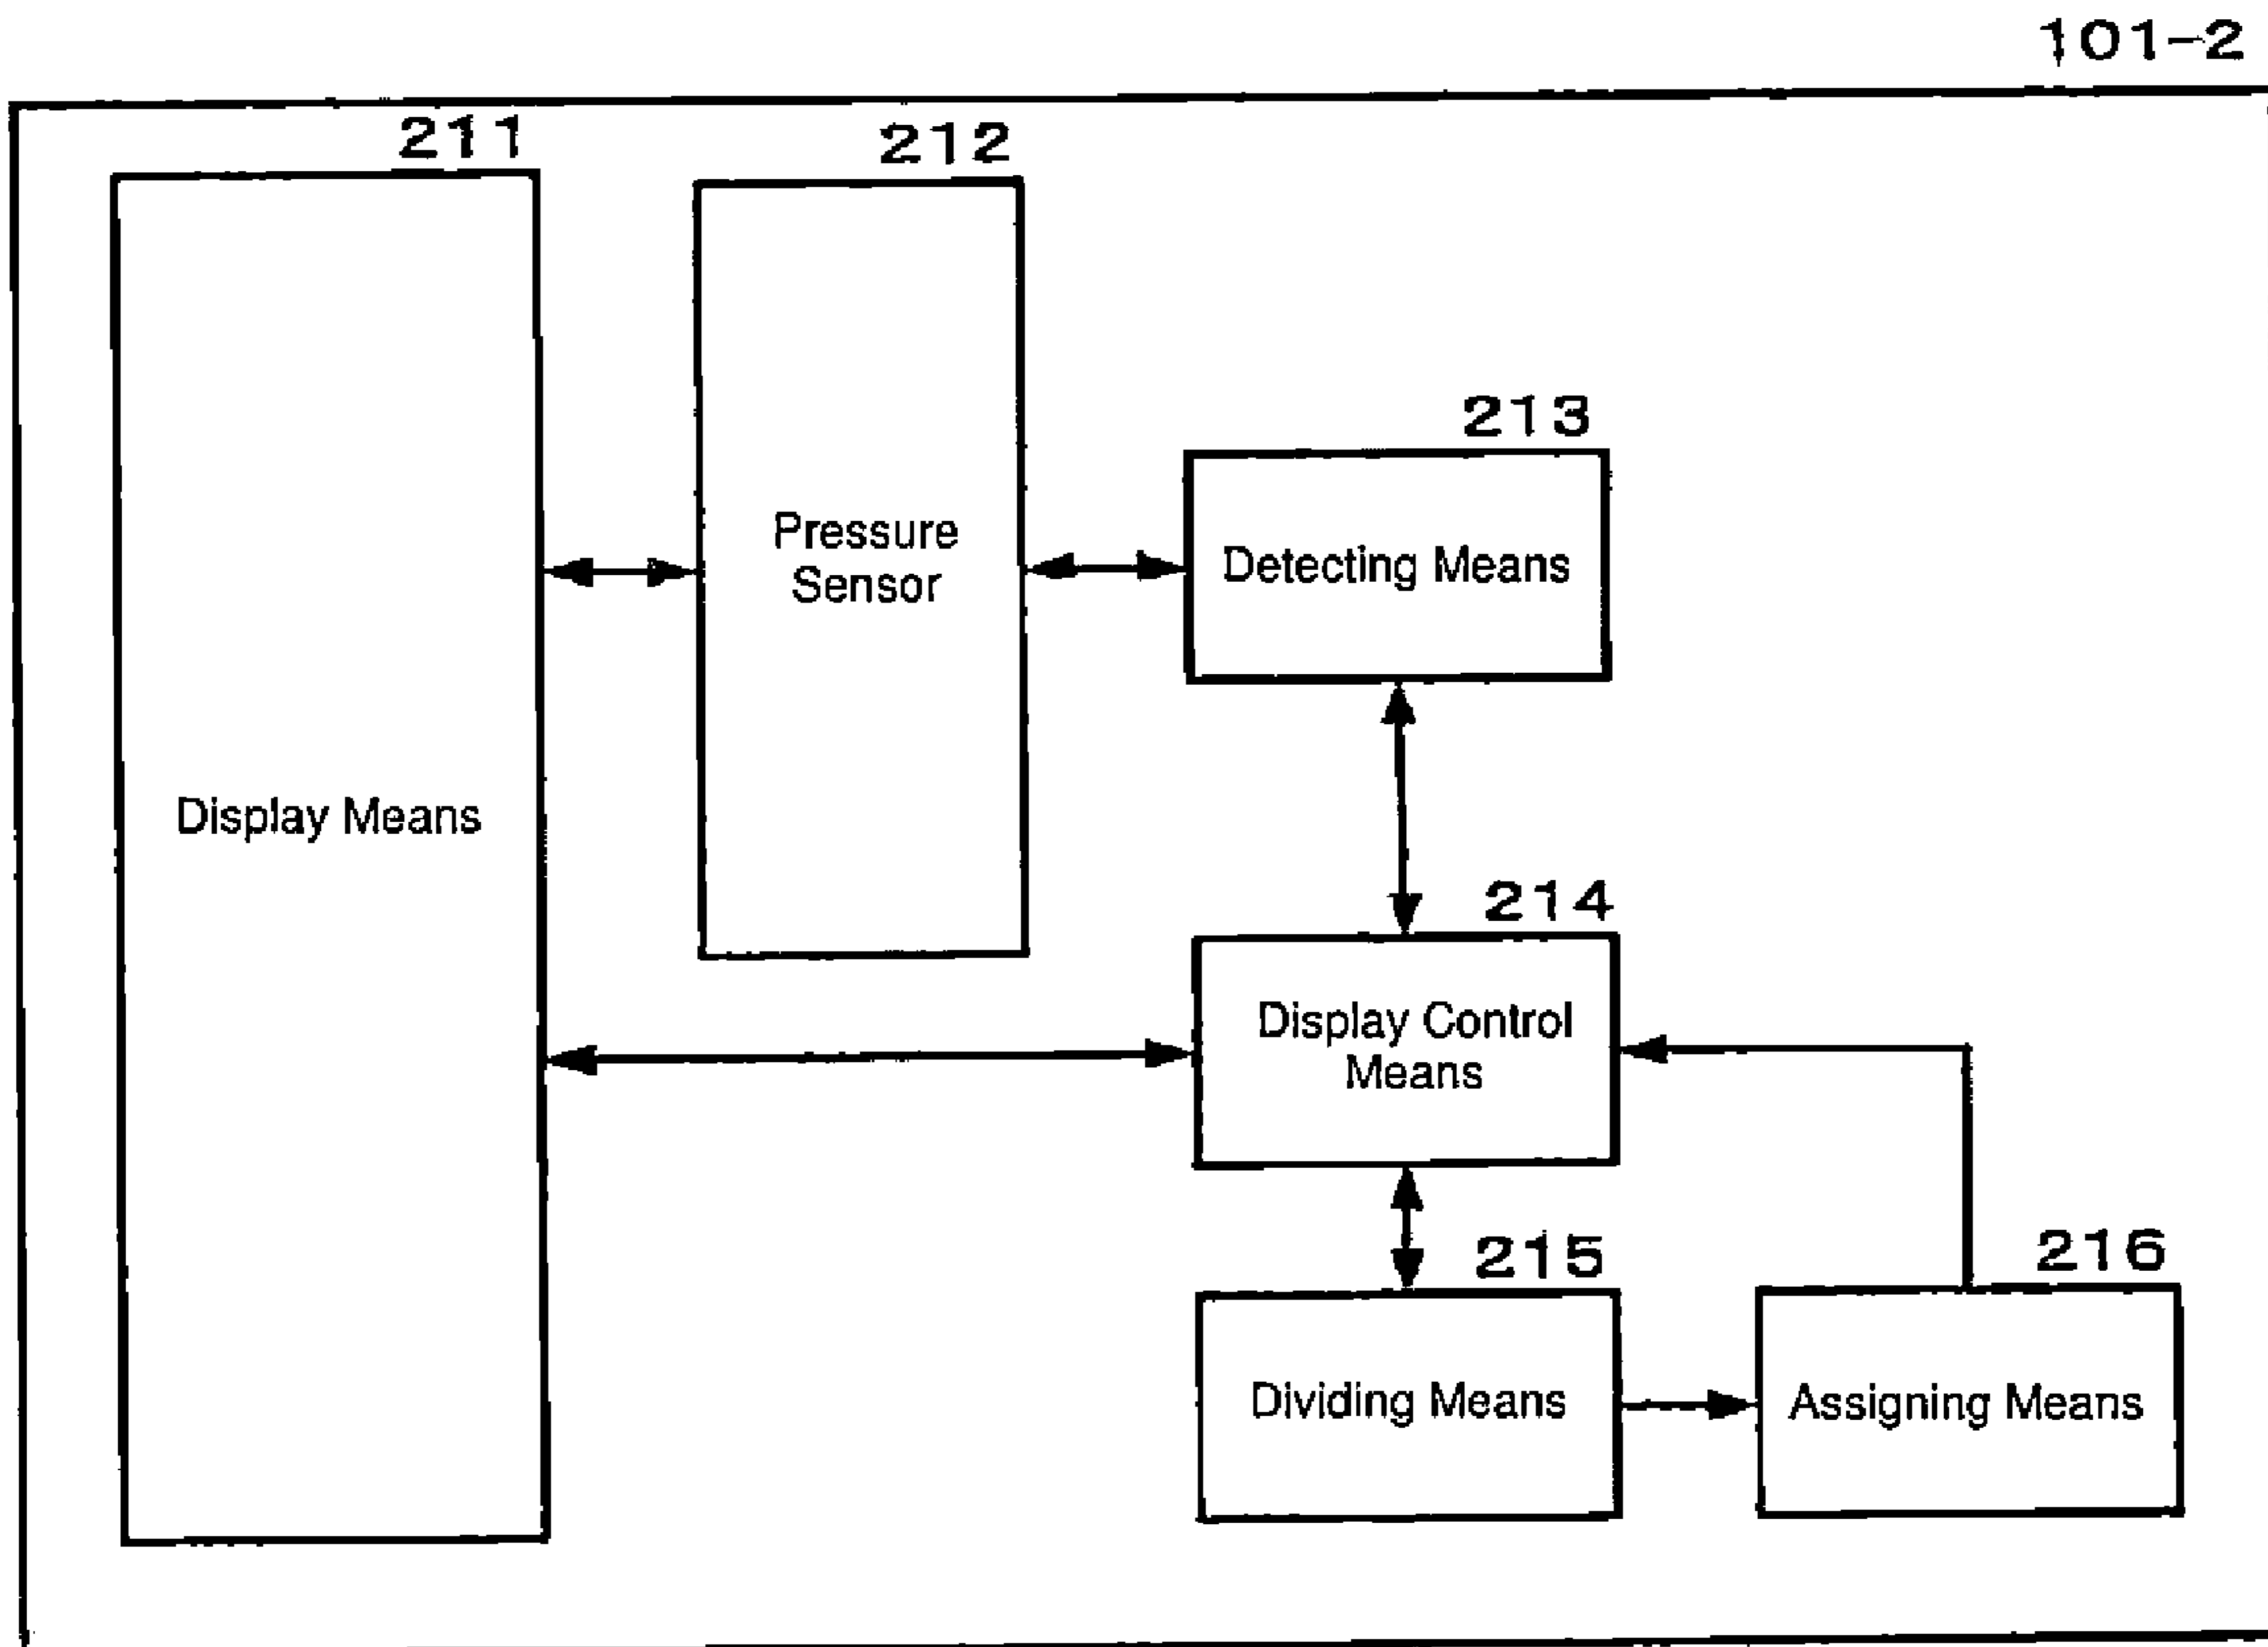 101-2
211
212
213
Pressure
Sensor
Detecting Means
Display Means
214
Display Control
Means
215
216
Dividing Means
Assigning Means